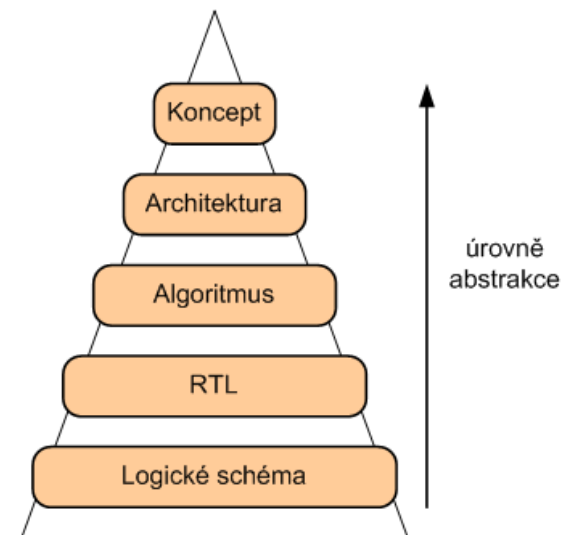 Koncept
Architektura
Algoritmus
RTL
Logické schéma
úrovně
abstrakce